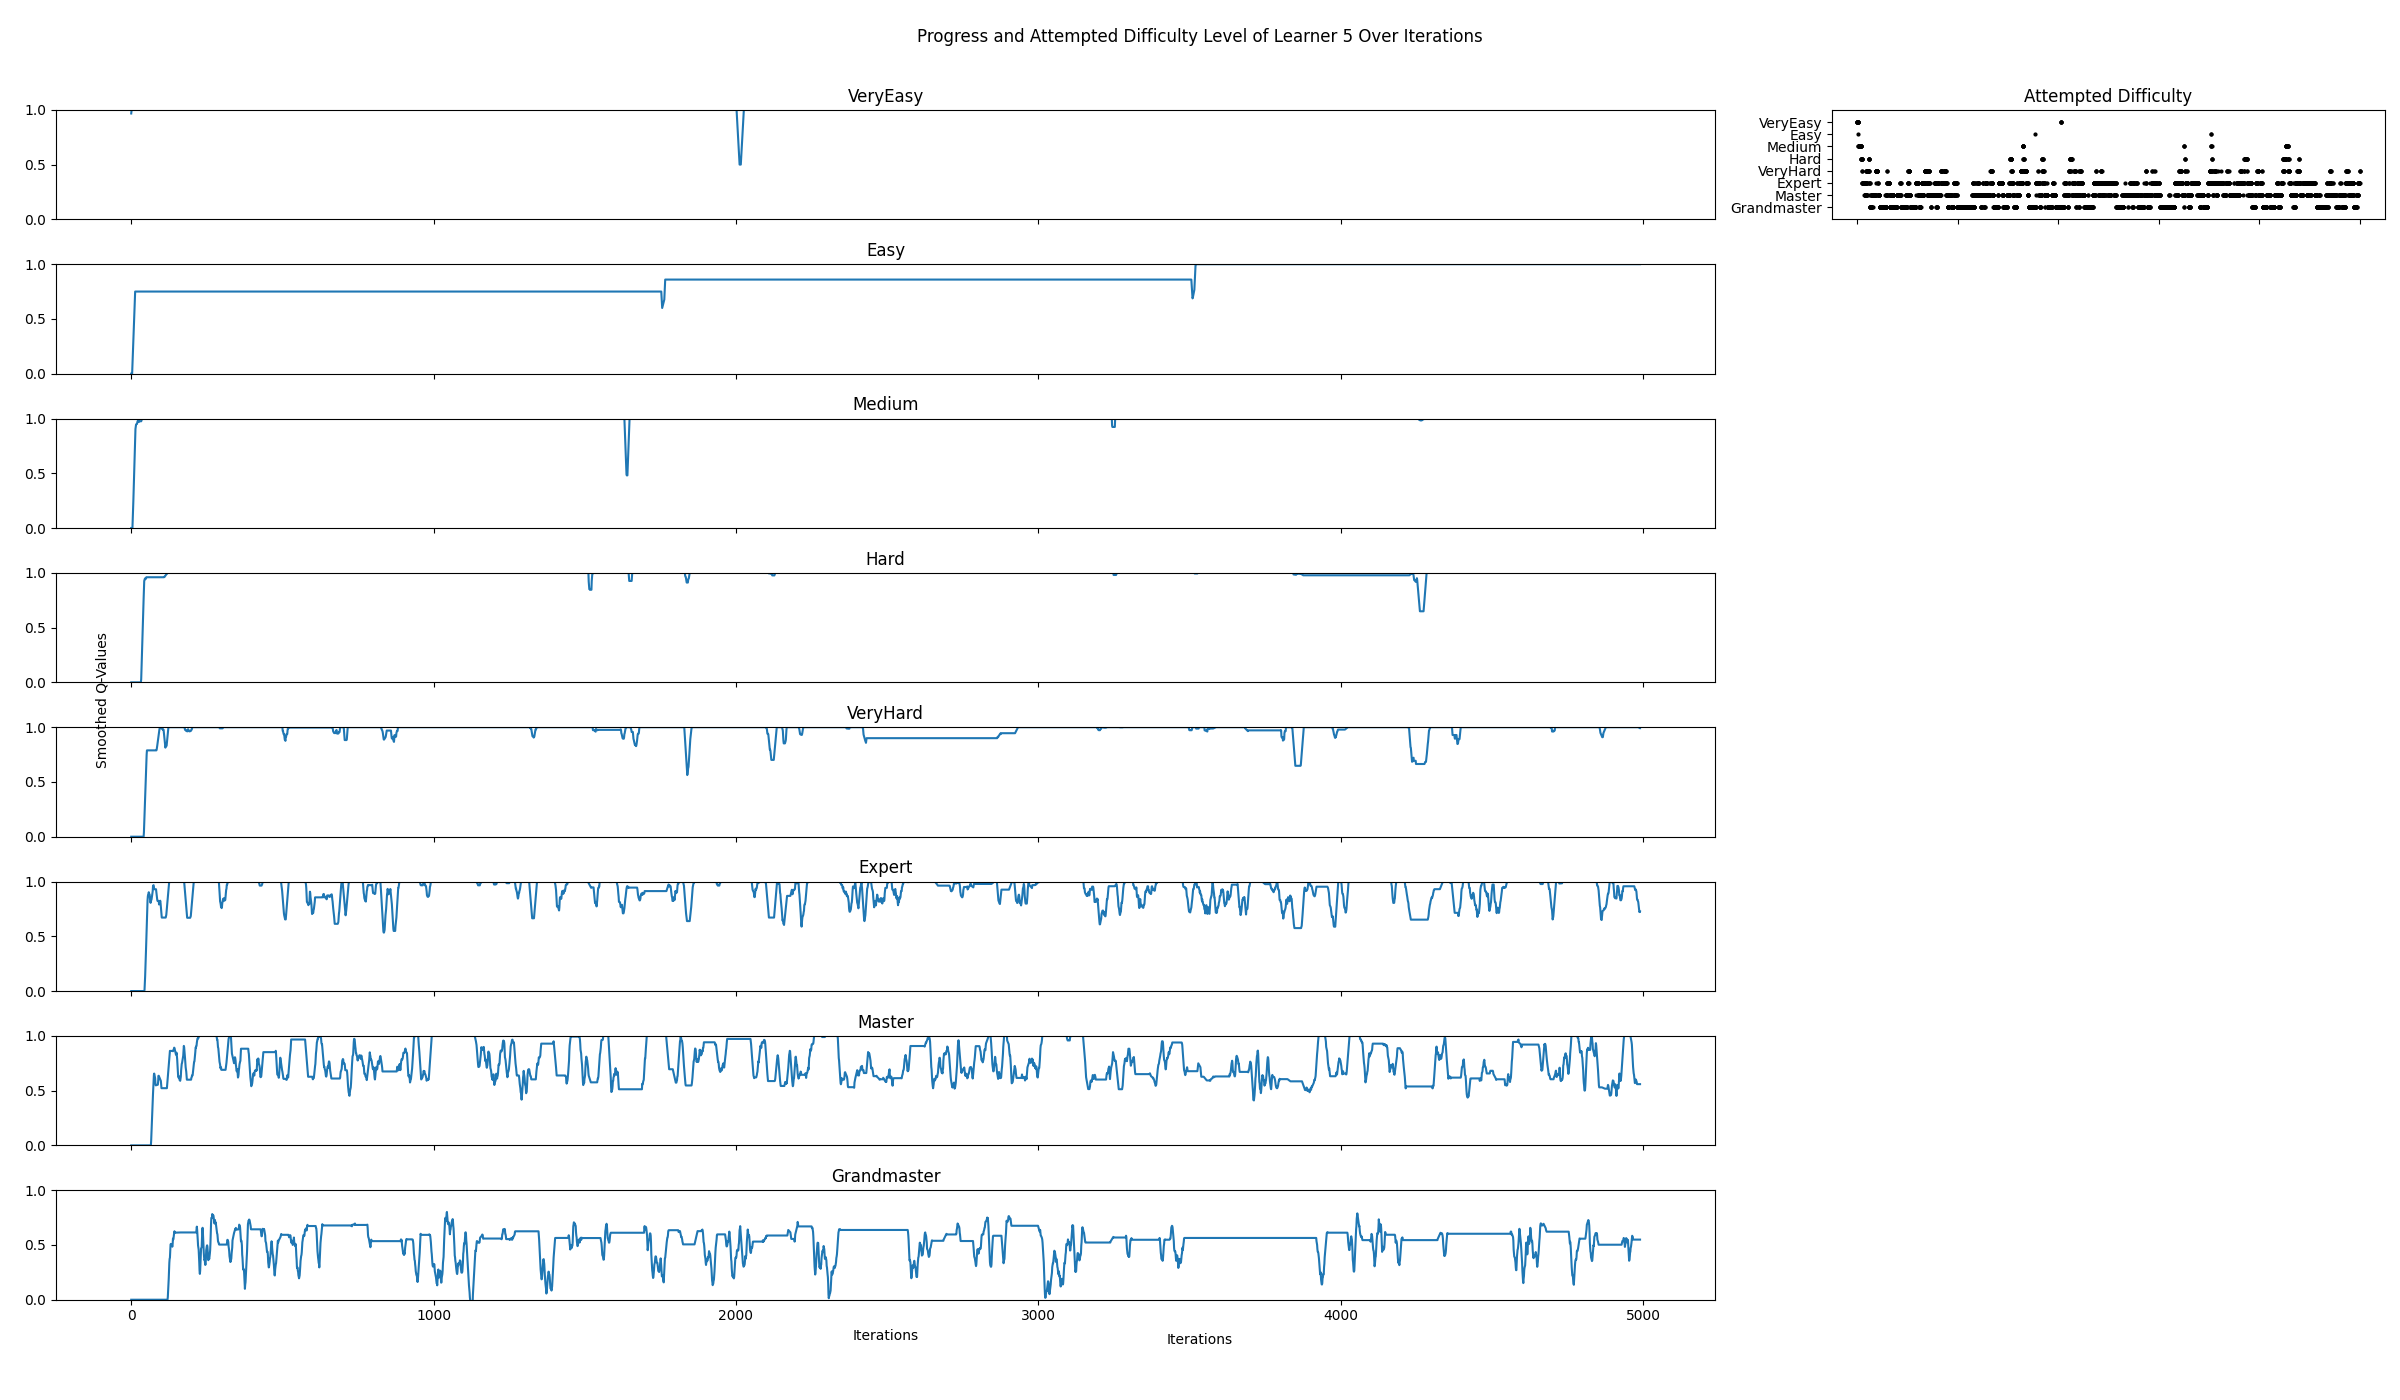 Progress and Attempted Difficulty Level of Learner 5 Over Iterations
VeryEasy
1.0
0.5
0.0
Attempted Difficulty
VeryEasy
Easy
Medium
Hard
VeryHard
Expert
Master
Grandmaster
Easy
1.0
0.5
0.0
Medium
1.0
0.5
0.0
Hard
1.0
0.5
0.0
Smoothed Q-Values
VeryHard
1.0
0.5
0.0
Expert
1.0
0.5
0.0
Master
1.0
0.5
0.0
Grandmaster
1.0
0.5
0.0
0 1000 2000 3000 4000 5000
Iterations
Iterations